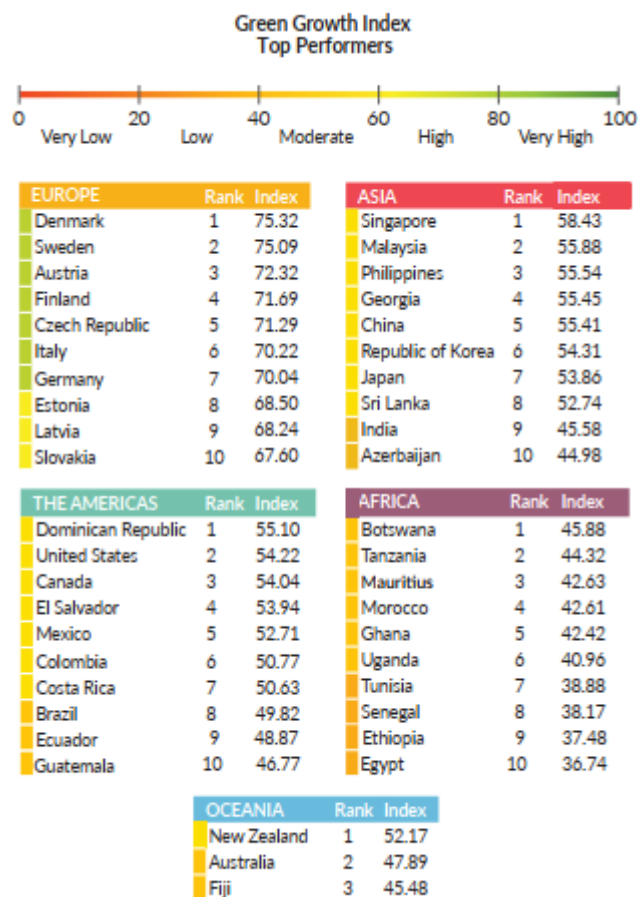 Green Growth Index
Top Performers
0 20 40 60 80 100
Very Low Low Moderate High Very High
EUROPE Rank Index
Denmark 1 75.32
Sweden 2 75.09
Austria 3 72.32
Finland 4 71.69
Czech Republic 5 71.29
Italy 6 70.22
Germany 7 70.04
Estonia 8 68.50
Latvia 9 68.24
Slovakia 10 67.60
ASIA Rank Index
Singapore 1 58.43
Malaysia 2 55.88
Philippines 3 55.54
Georgia 4 55.45
China 5 55.41
Republic of Korea 6 54.31
Japan 7 53.86
Sri Lanka 8 52.74
India 9 45.58
Azerbaijan 10 44.98
THE AMERICAS Rank Index
Dominican Republic 1 55.10
United States 2 54.22
Canada 3 54.04
El Salvador 4 53.94
Mexico 5 52.71
Colombia 6 50.77
Costa Rica 7 50.63
Brazil 8 49.82
Ecuador 9 48.87
Guatemala 10 46.77
AFRICA Rank Index
Botswana 1 45.88
Tanzania 2 44.32
Mauritius 3 42.63
Morocco 4 42.61
Ghana 5 42.42
Uganda 6 40.96
Tunisia 7 38.88
Senegal 8 38.17
Ethiopia 9 37.48
Egypt 10 36.74
OCEANIA Rank Index
New Zealand 1 52.17
Australia 2 47.89
Fiji 3 45.48